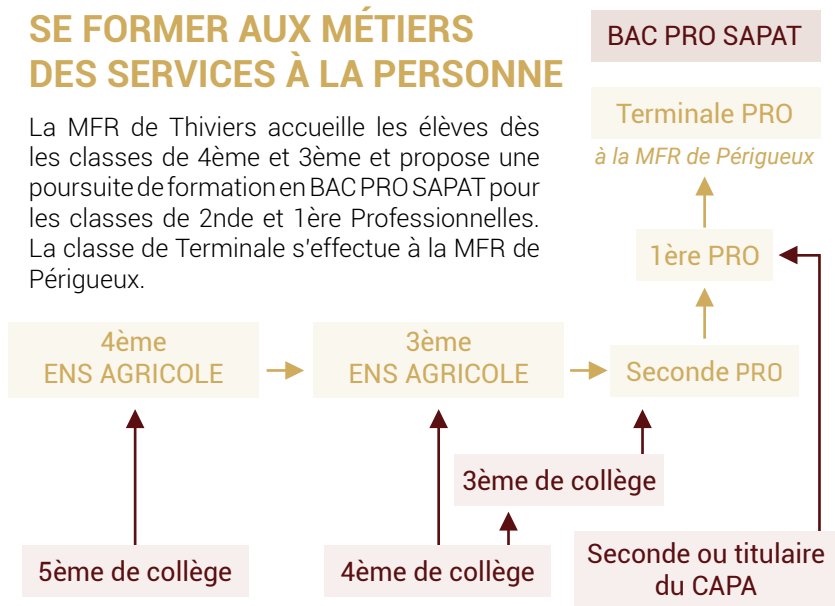 SE FORMER AUX MÉTIERS
DES SERVICES À LA PERSONNE
La MFR de Thiviers accueille les élèves dès
les classes de 4ème et 3ème et propose une
poursuite de formation en BAC PRO SAPAT pour
les classes de 2nde et 1ère Professionnelles.
La classe de Terminale s'effectue à la MFR de
Périgueux.
BAC PRO SAPAT
Terminale PRO
à la MFR de Périgueux
1ère PRO
4ème
ENS AGRICOLE
3ème
ENS AGRICOLE
Seconde PRO
3ème de collège
5ème de collège
4ème de collège
Seconde ou titulaire
du CAPA